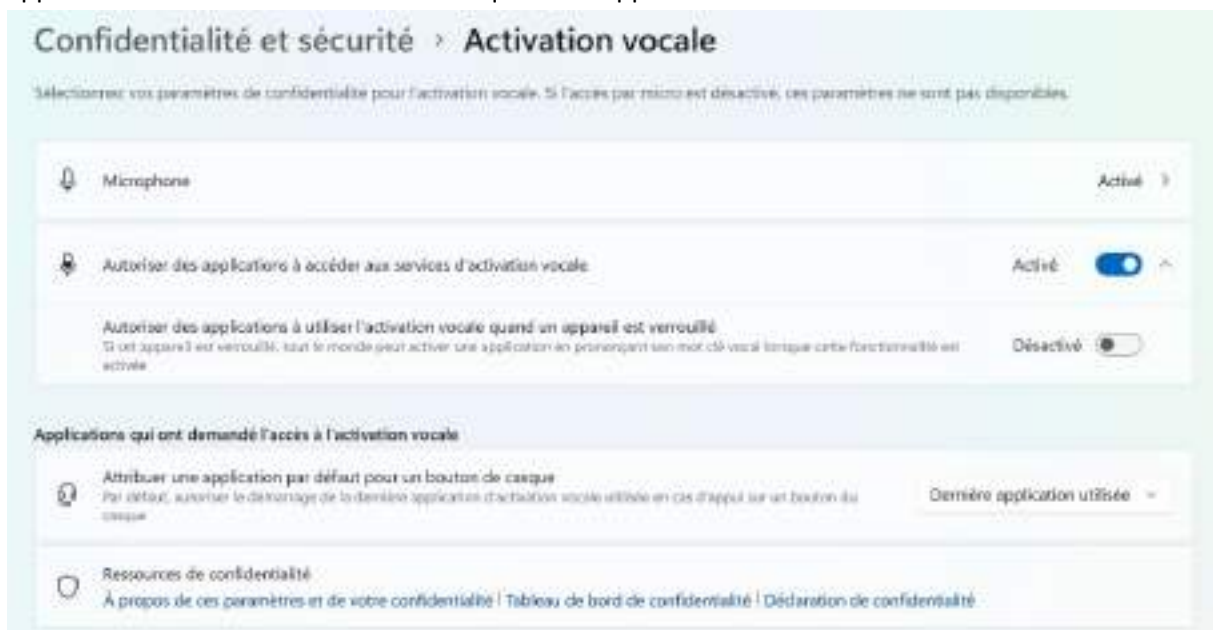 Confidentialité et sécurité › Activation vocale
Sélectionnez vos paramètres de confidentialité pour l'activation vocale. Si l'accès par micro est désactivé, ces paramètres ne sont pas disponibles.
Microphone
Activé
Autoriser des applications à accéder aux services d'activation vocale
Activé
Autoriser des applications à utiliser l'activation vocale quand un appareil est verrouillé
Si cet appareil est verrouillé, tout le monde peut activer une application en prononçant son mot clé vocal lorsque cette fonctionnalité est
activée
Désactivé
Applications qui ont demandé l'accès à l'activation vocale
Attribuer une application par défaut pour un bouton de casque
Par défaut, autoriser le démarrage de la dernière application d'activation vocale utilisée en cas d'appui sur un bouton du
casque
Dernière application utilisée
Ressources de confidentialité
À propos de ces paramètres et de votre confidentialité | Tableau de bord de confidentialité | Déclaration de confidentialité